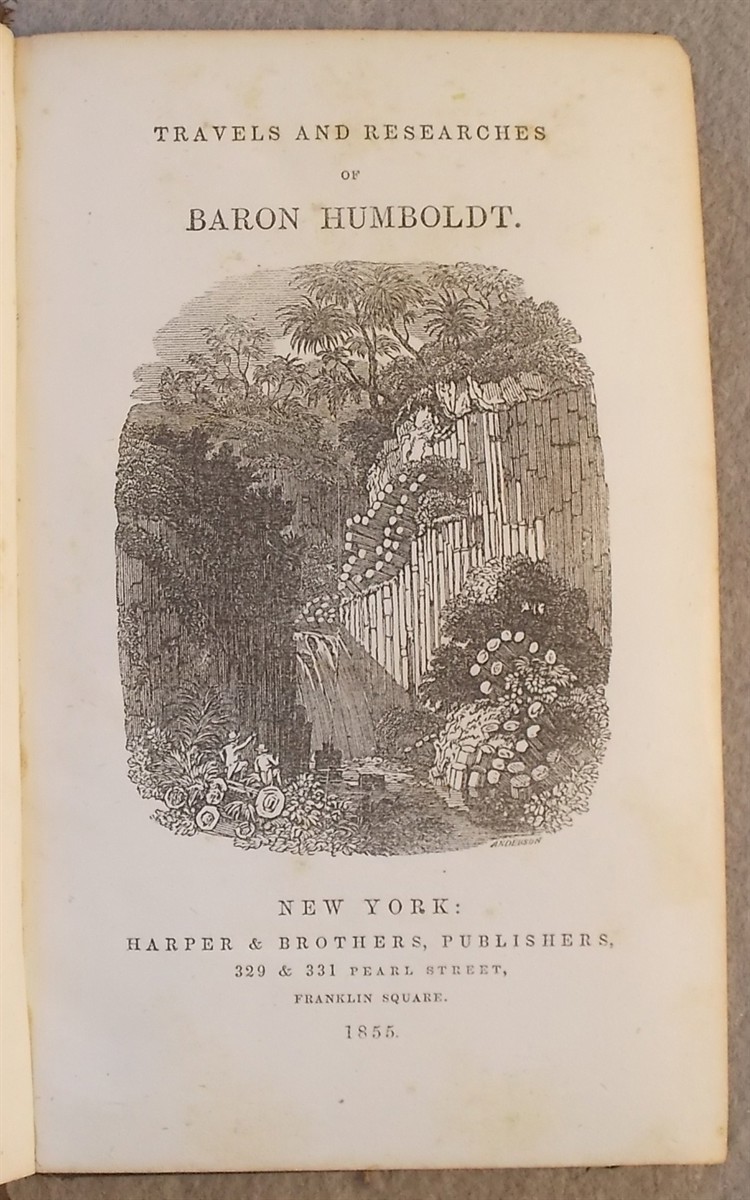 TRAVELS AND RESEARCHES
OF
BARON HUMBOLDT.
ANDERSON
NEW YORK:
HARPER & BROTHERS, PUBLISHERS,
329 & 331 PEARL STREET,
FRANKLIN SQUARE.
1855.